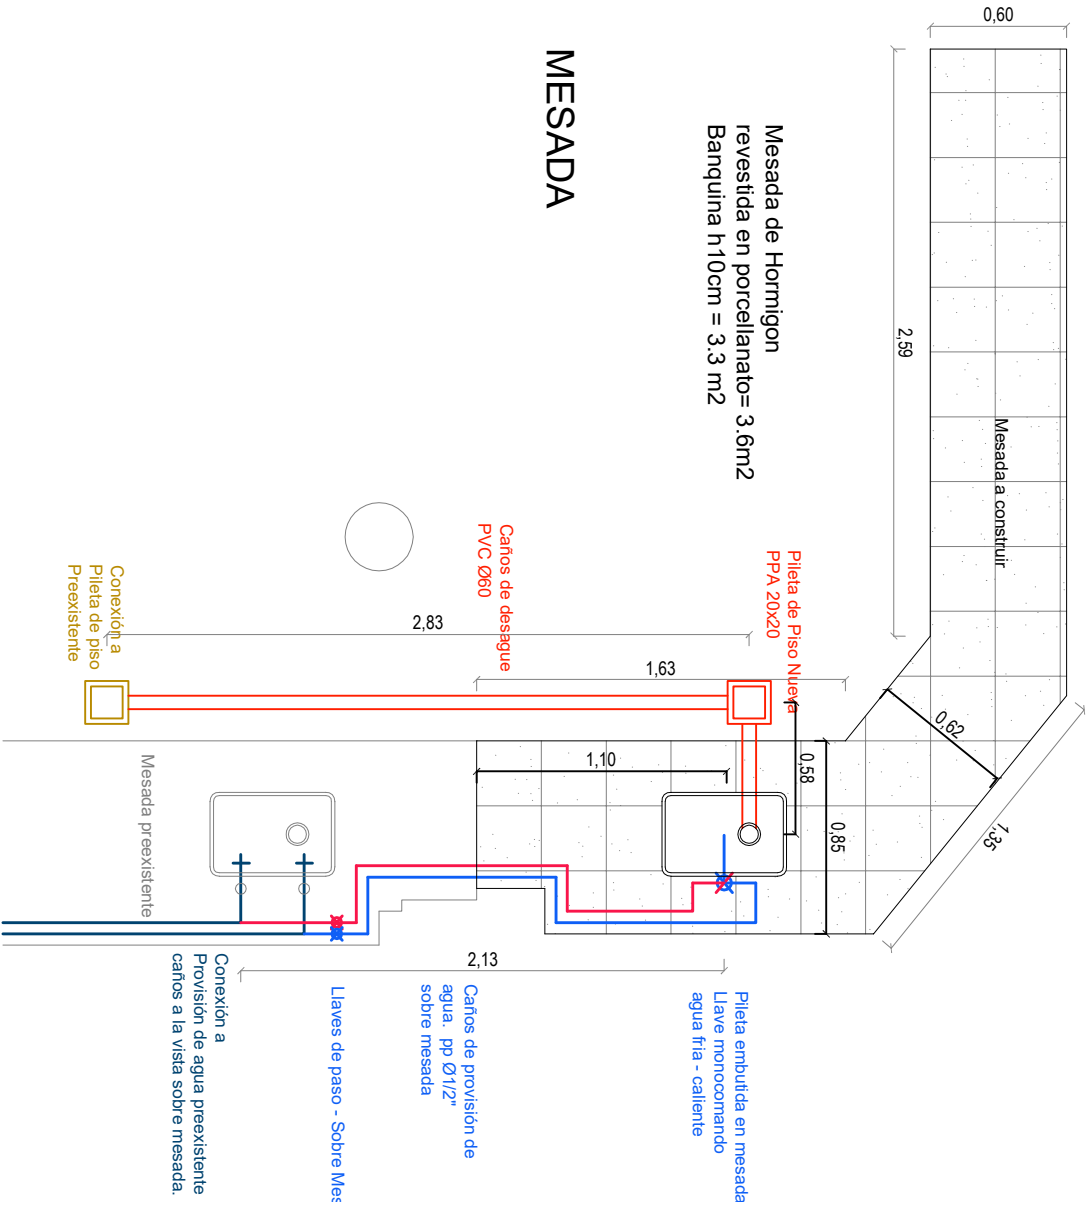 MESADA
Mesada de Hormigon
revestida en porcellanato= 3.6m2
Banquina h10cm = 3.3 m2
0,60
2,59
Mesada a construir
0,62
1,35
Pileta de Piso Nueva
PPA 20x20
Caños de desague
PVC Ø60
Conexión a
Pileta de piso
Preexistente
2,83
1,63
1,10
0,58
0,85
2,13
Mesada preexistente
Pileta embutida en mesada
Llave monocomando
agua fria - caliente
Caños de provisión de
agua. pp Ø1/2"
sobre mesada
Llaves de paso - Sobre Mes
Conexión a
Provisión de agua preexistente
caños a la vista sobre mesada.